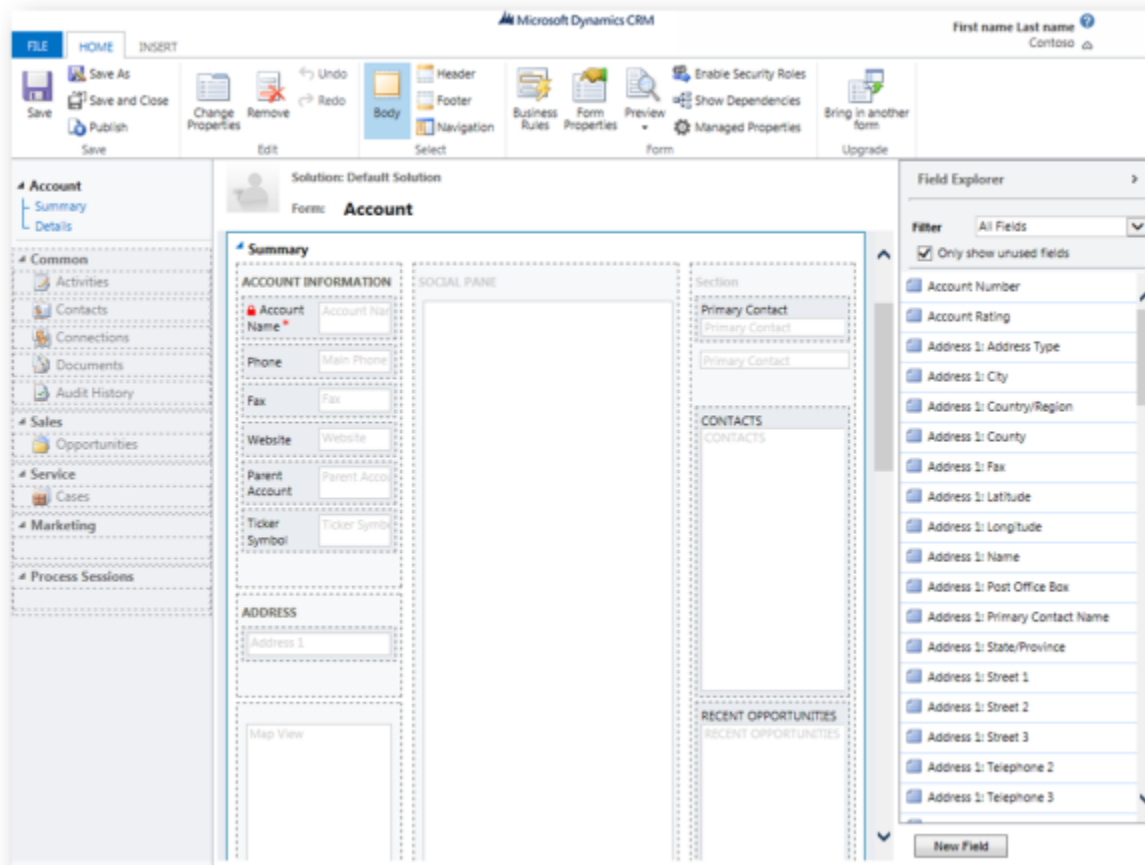 Microsoft Dynamics CRM
First name Last name
Contoso
FILE HOME INSERT
Save
Save As
Save and Close
Publish
Save
Change Properties
Remove
Undo
Redo
Edit
Body
Header
Footer
Navigation
Select
Business Rules
Form Properties
Preview
Enable Security Roles
Show Dependencies
Managed Properties
Form
Bring in another form
Upgrade
Account
Summary
Details
Common
Activities
Contacts
Connections
Documents
Audit History
Sales
Opportunities
Service
Cases
Marketing
Process Sessions
Solution: Default Solution
Form: Account
Summary
ACCOUNT INFORMATION
Account Name* Account Nar
Phone Main Phone
Fax Fax
Website Website
Parent Account Parent Accou
Ticker Symbol Ticker Symbo
ADDRESS
Address 1
Map View
SOCIAL PANE
Section
Primary Contact
Primary Contact
Primary Contact
CONTACTS
CONTACTS
RECENT OPPORTUNITIES
RECENT OPPORTUNITIES
Field Explorer
Filter All Fields
Only show unused fields
Account Number
Account Rating
Address 1: Address Type
Address 1: City
Address 1: Country/Region
Address 1: County
Address 1: Fax
Address 1: Latitude
Address 1: Longitude
Address 1: Name
Address 1: Post Office Box
Address 1: Primary Contact Name
Address 1: State/Province
Address 1: Street 1
Address 1: Street 2
Address 1: Street 3
Address 1: Telephone 2
Address 1: Telephone 3
New Field